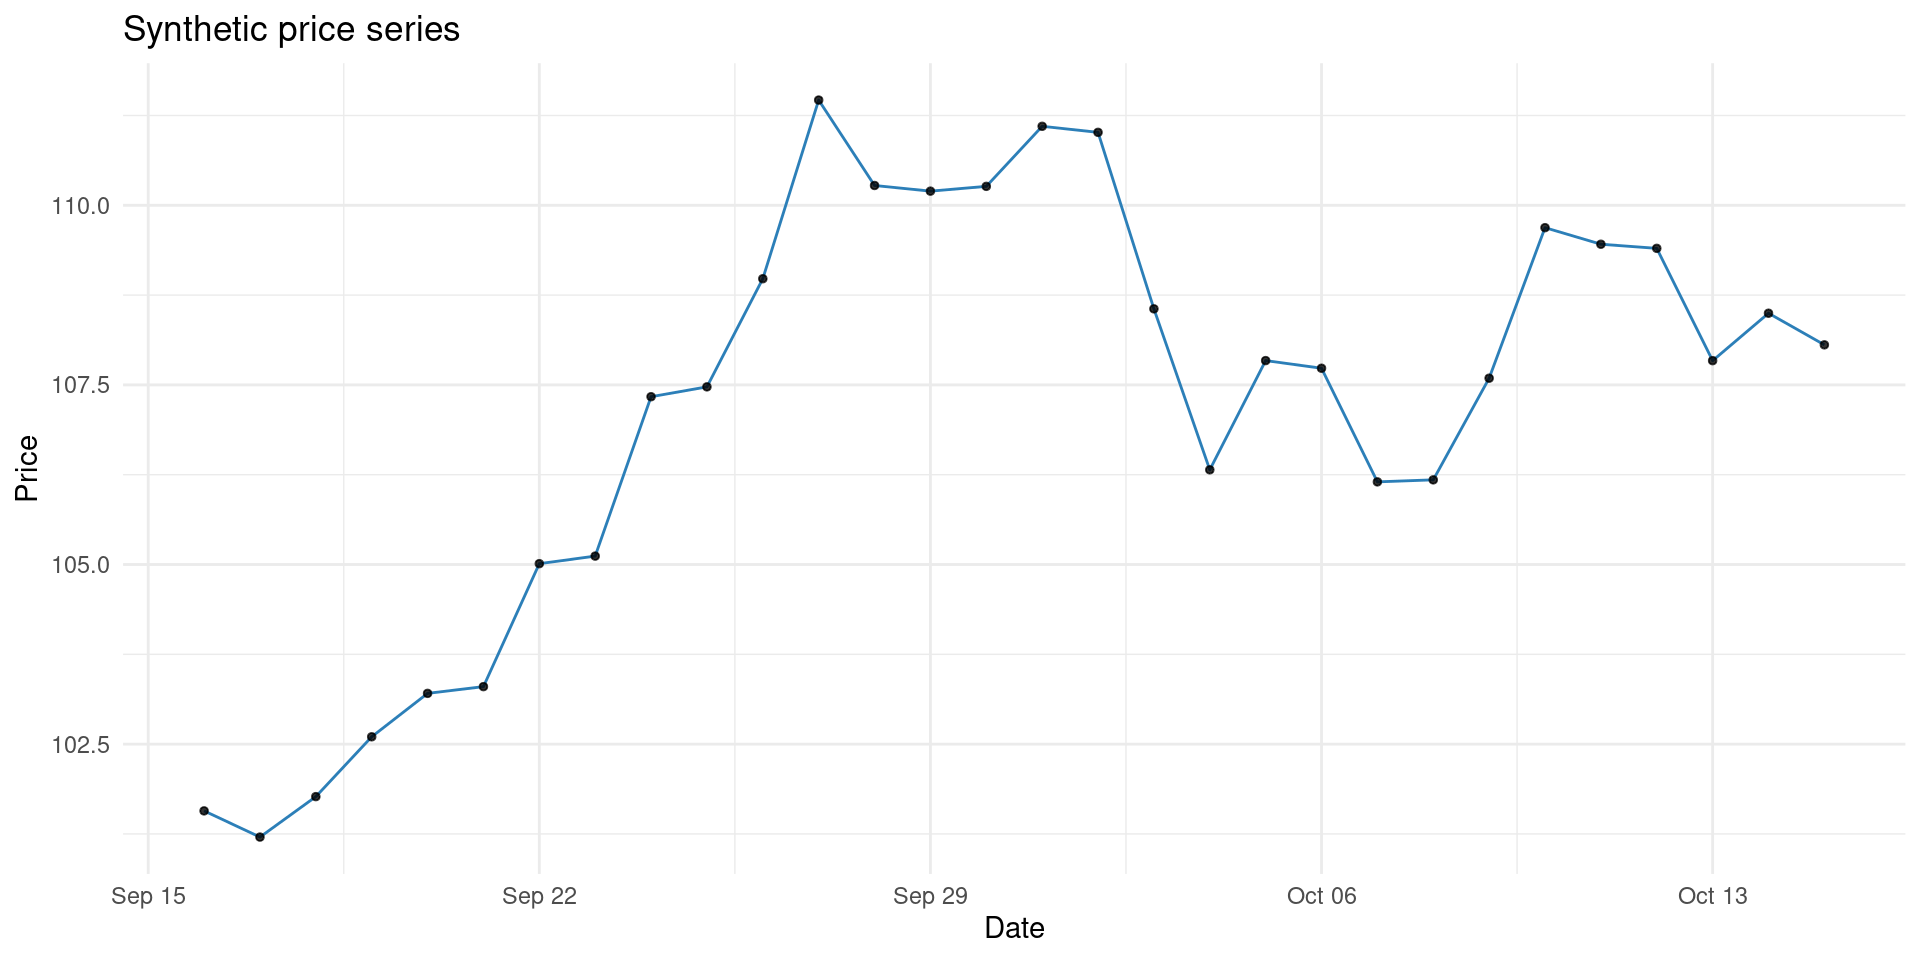 Synthetic price series
110.0
107.5
105.0
102.5
Price
Sep 15 Sep 22 Sep 29 Oct 06 Oct 13
Date